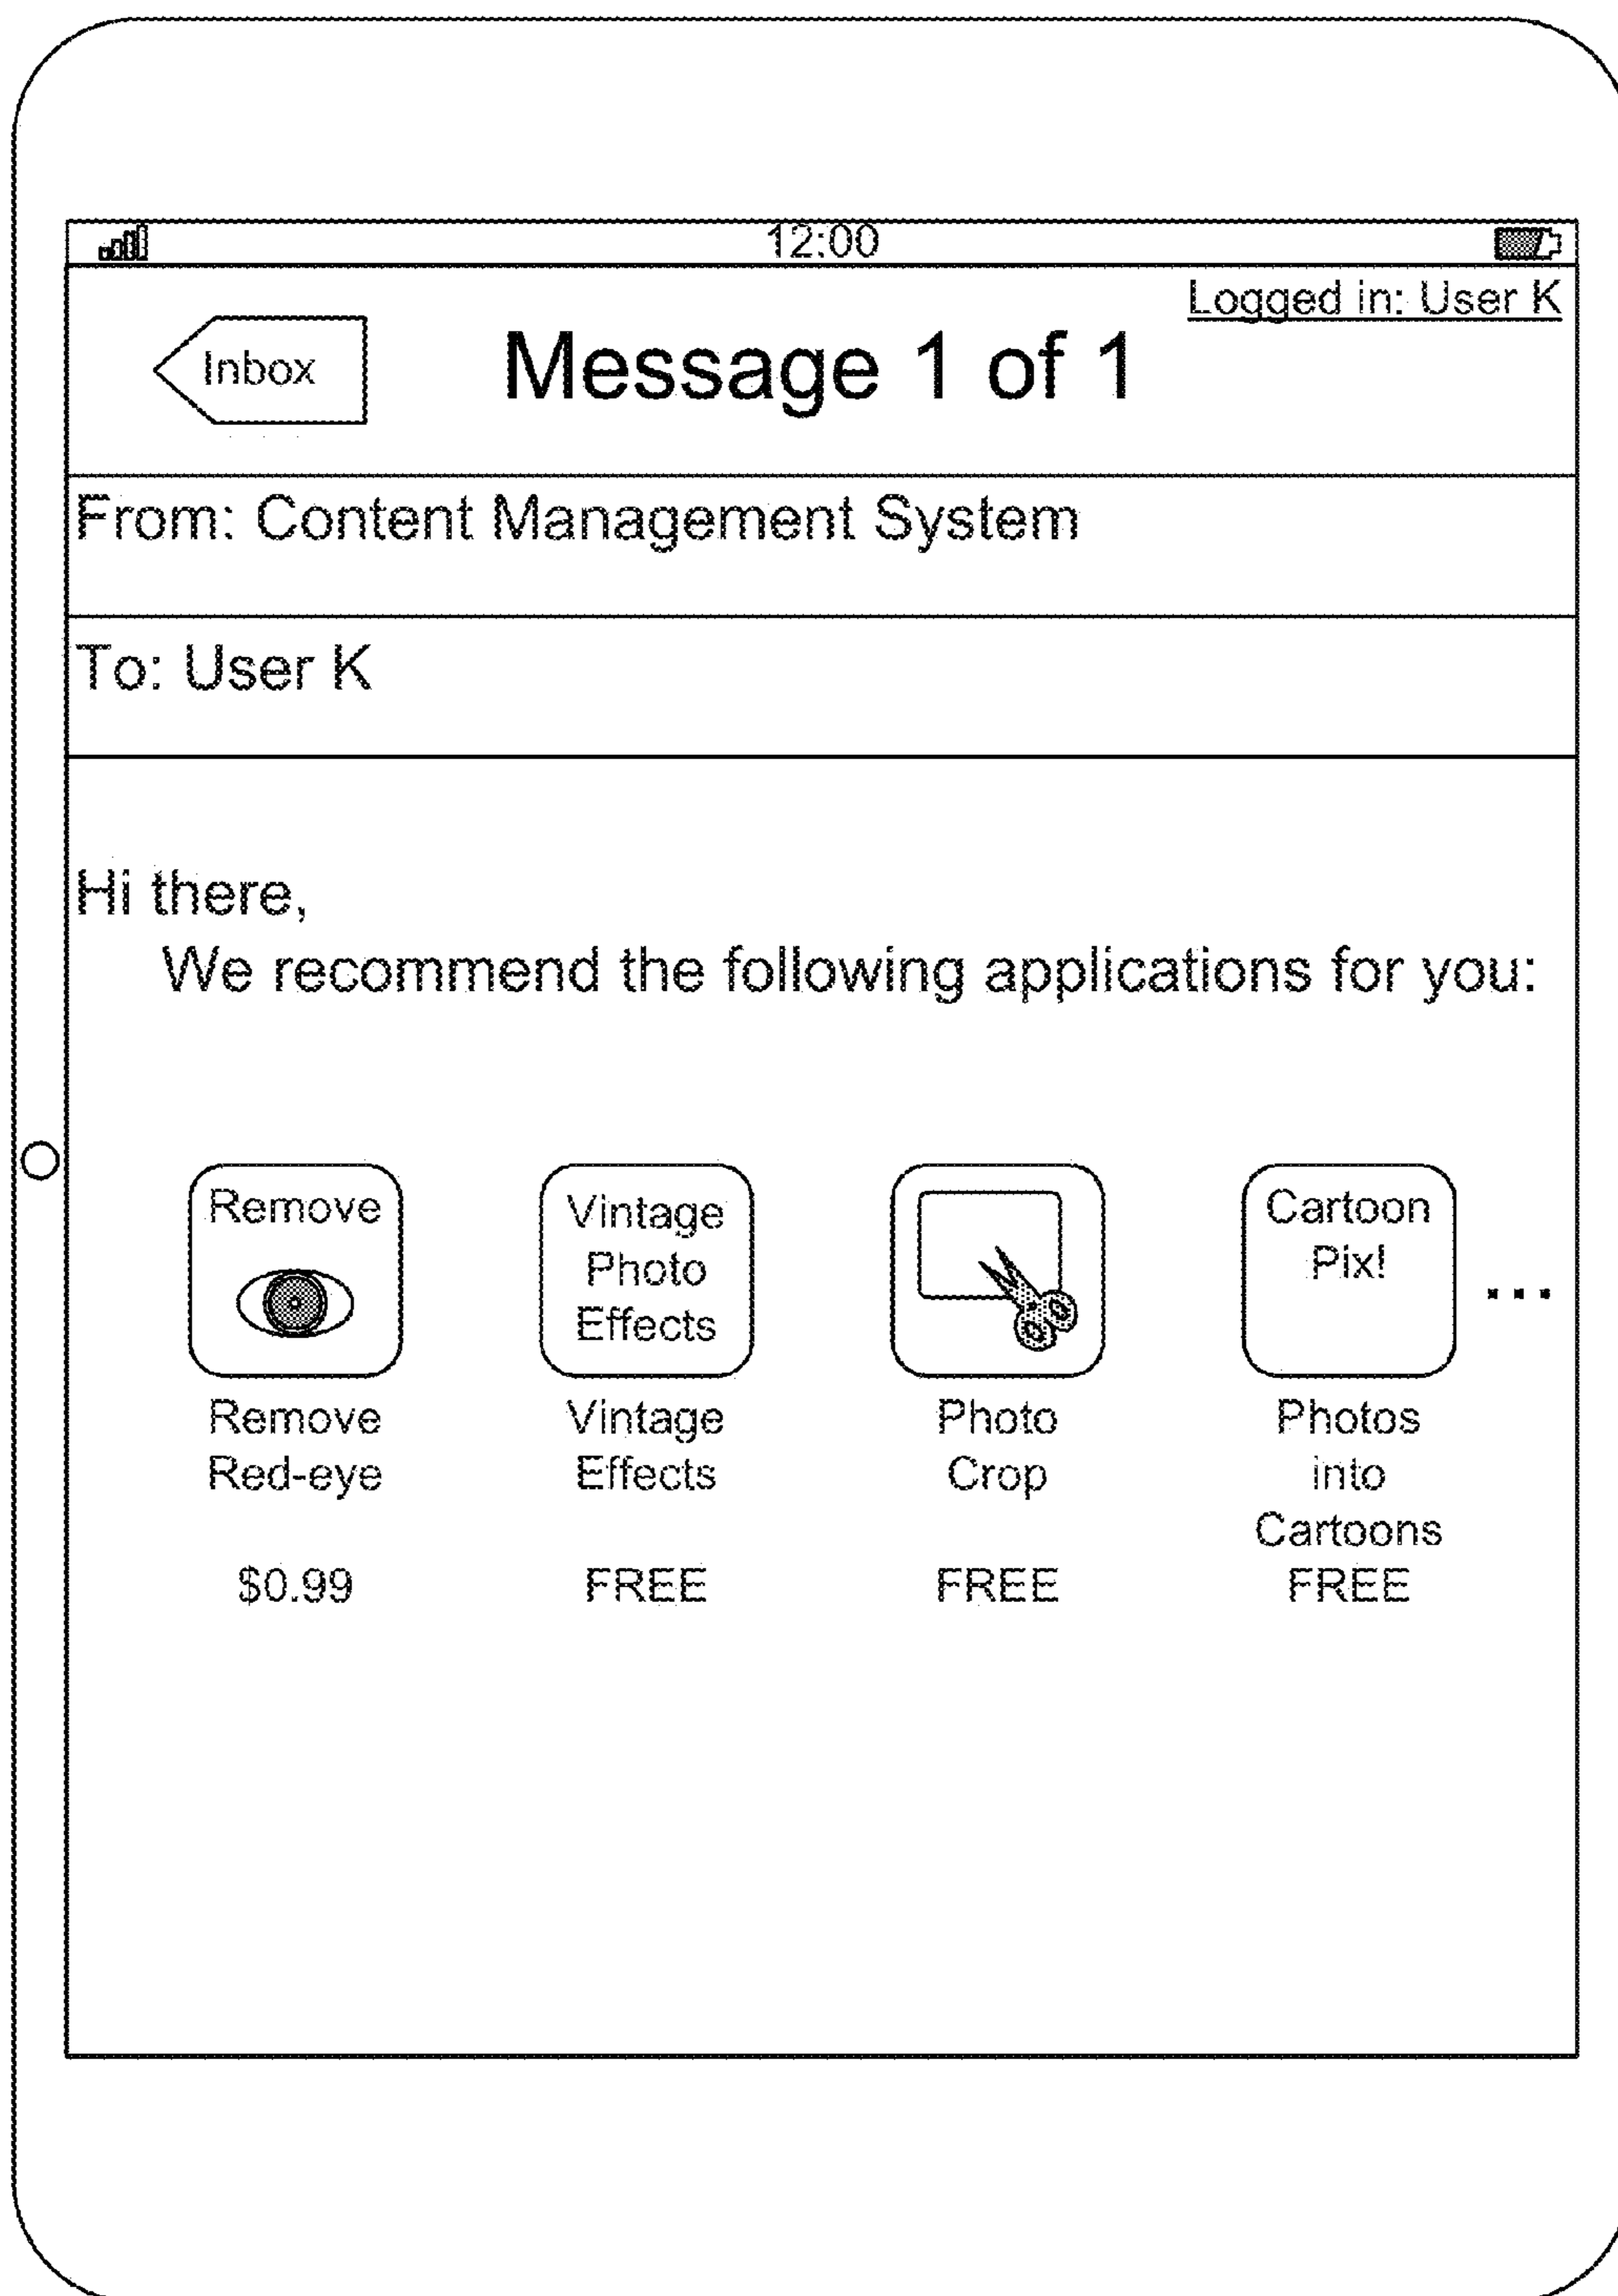 12:00
Logged in: User K
Inbox
Message 1 of 1
From: Content Management System
To: User K
Hi there,
We recommend the following applications for you:
Remove
Vintage
Photo
Effects
Cartoon
Pix!
...
Remove
Red-eye
$0.99
Vintage
Effects
FREE
Photo
Crop
FREE
Photos
into
Cartoons
FREE